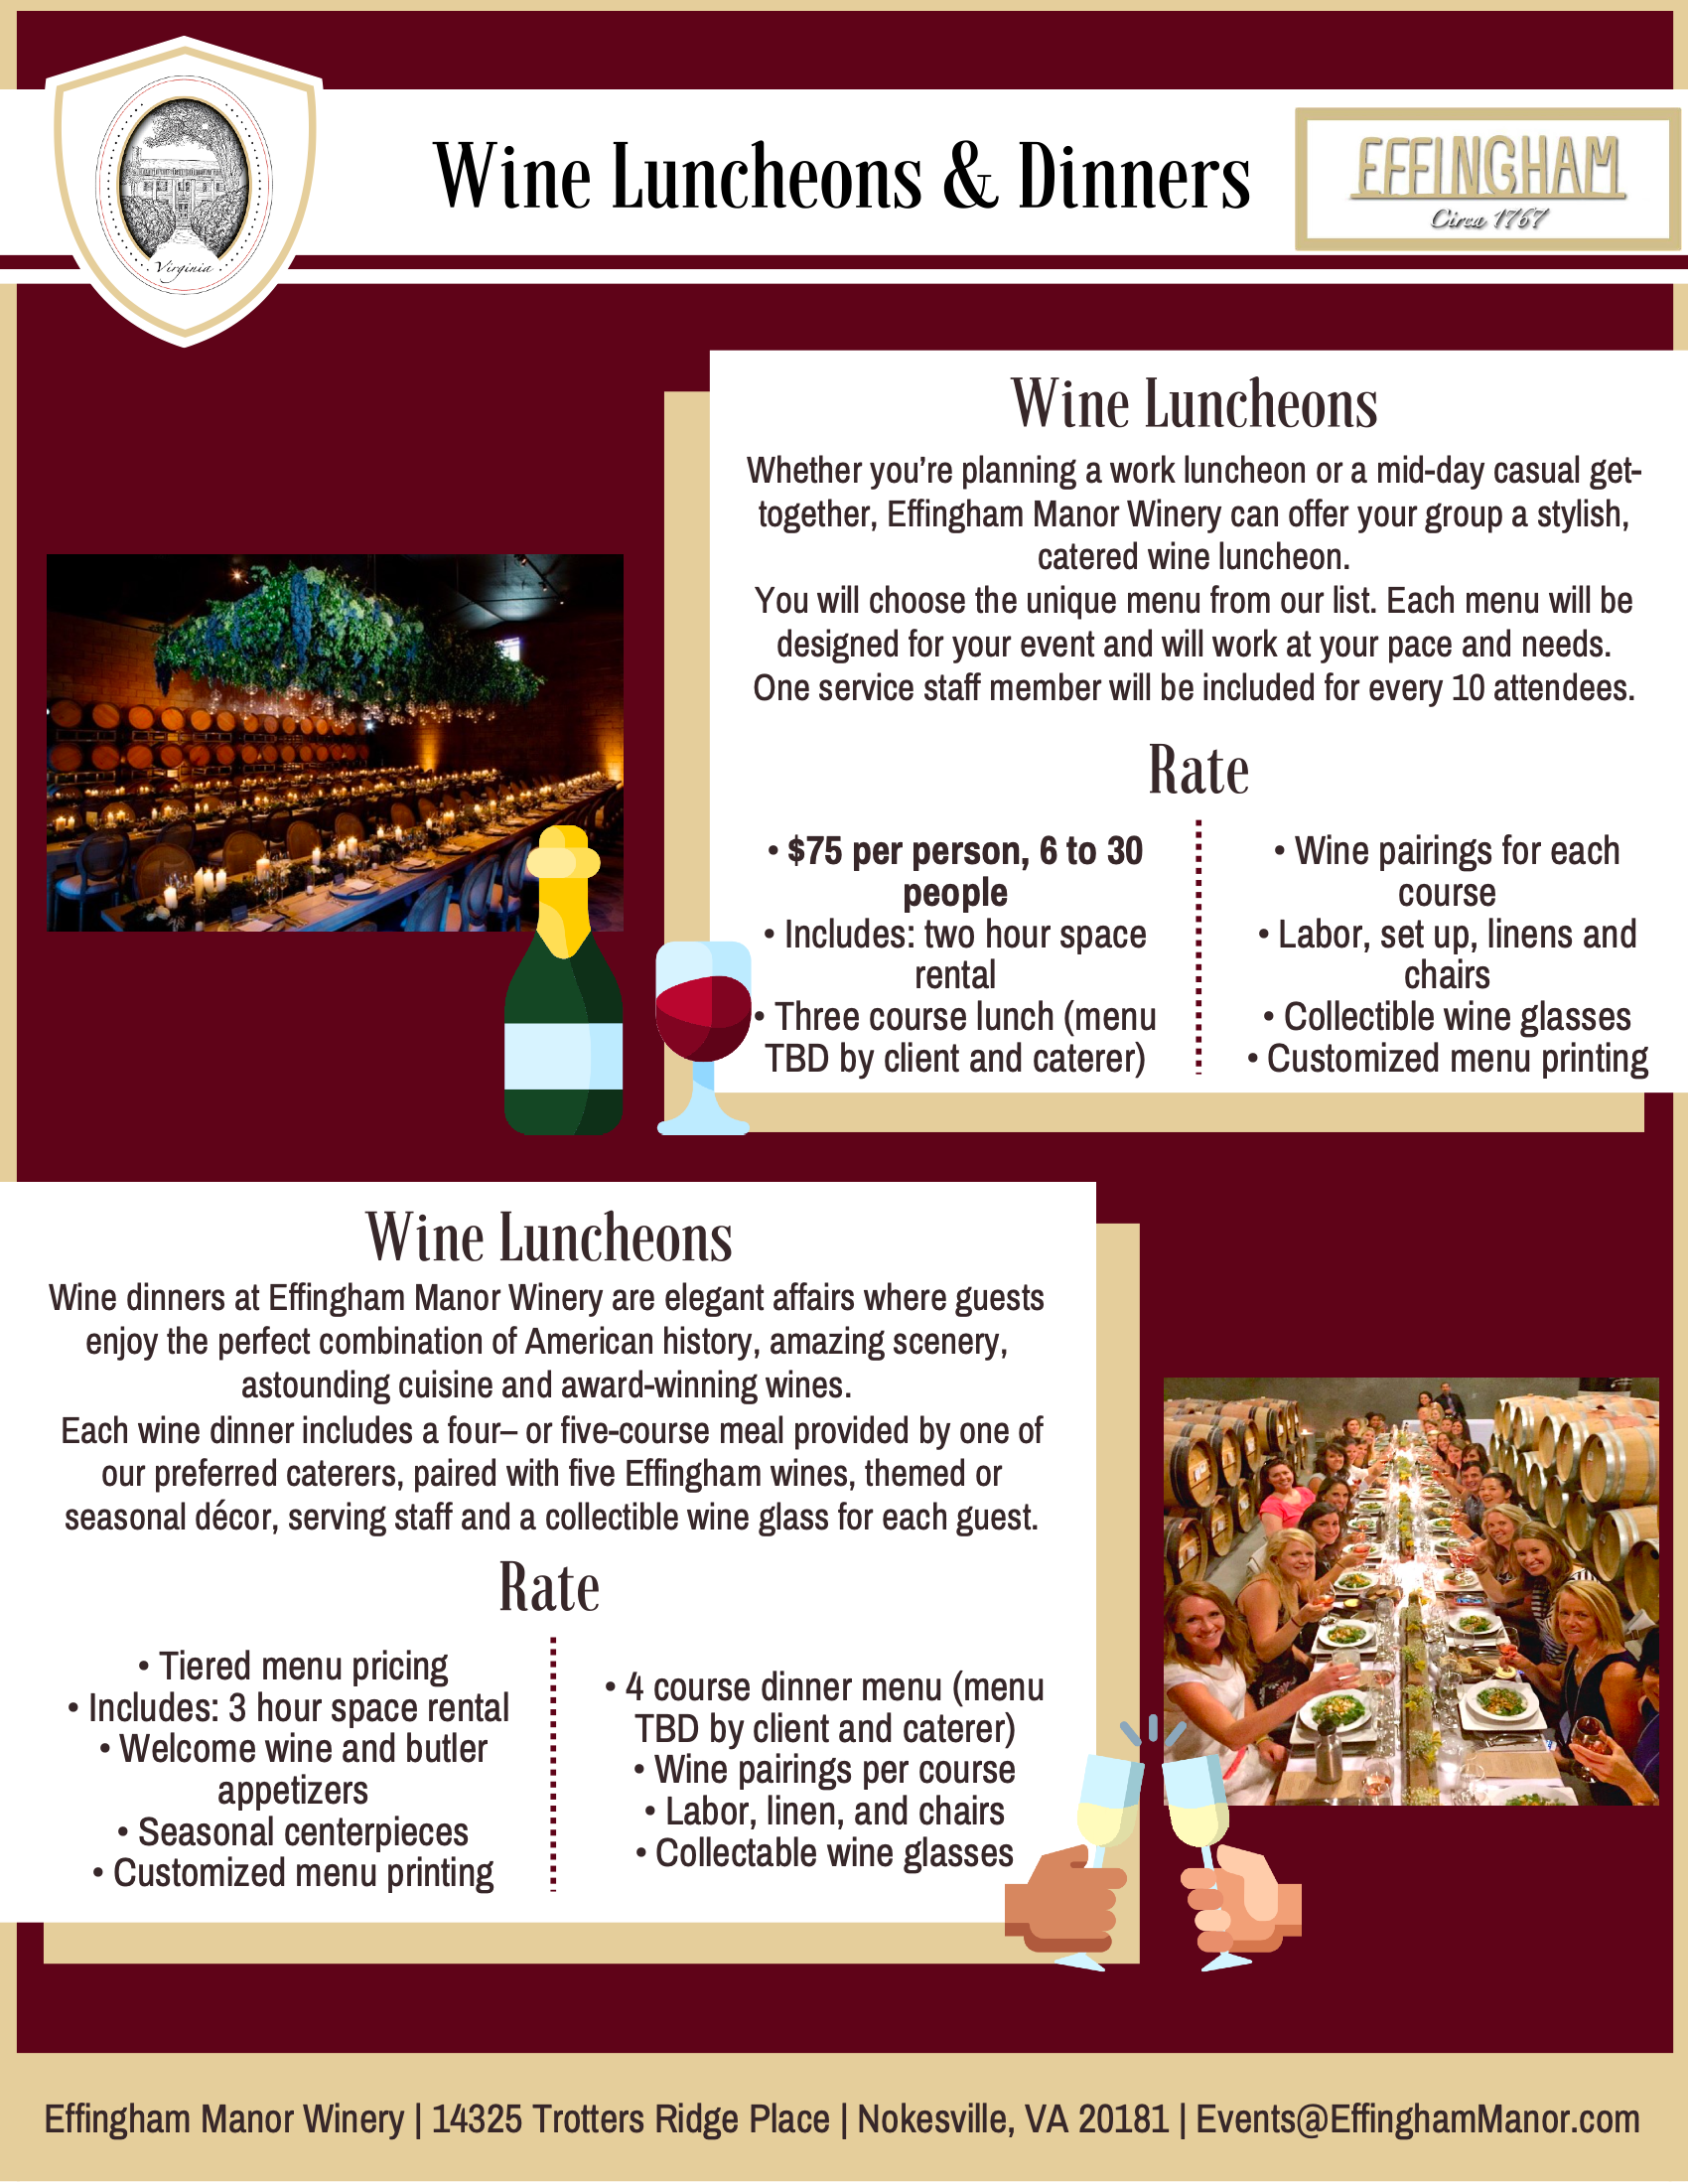 Wine Luncheons & Dinners
EFFINGHAM
Circa 1767
Virginia
Wine Luncheons
Whether you’re planning a work luncheon or a mid-day casual get-
together, Effingham Manor Winery can offer your group a stylish,
catered wine luncheon.
You will choose the unique menu from our list. Each menu will be
designed for your event and will work at your pace and needs.
One service staff member will be included for every 10 attendees.
Rate
• $75 per person, 6 to 30
people
• Includes: two hour space
rental
• Three course lunch (menu
TBD by client and caterer)
• Wine pairings for each
course
• Labor, set up, linens and
chairs
• Collectible wine glasses
• Customized menu printing
Wine Luncheons
Wine dinners at Effingham Manor Winery are elegant affairs where guests
enjoy the perfect combination of American history, amazing scenery,
astounding cuisine and award-winning wines.
Each wine dinner includes a four– or five-course meal provided by one of
our preferred caterers, paired with five Effingham wines, themed or
seasonal décor, serving staff and a collectible wine glass for each guest.
Rate
• Tiered menu pricing
• Includes: 3 hour space rental
• Welcome wine and butler
appetizers
• Seasonal centerpieces
• Customized menu printing
• 4 course dinner menu (menu
TBD by client and caterer)
• Wine pairings per course
• Labor, linen, and chairs
• Collectable wine glasses
Effingham Manor Winery | 14325 Trotters Ridge Place | Nokesville, VA 20181 | Events@EffinghamManor.com